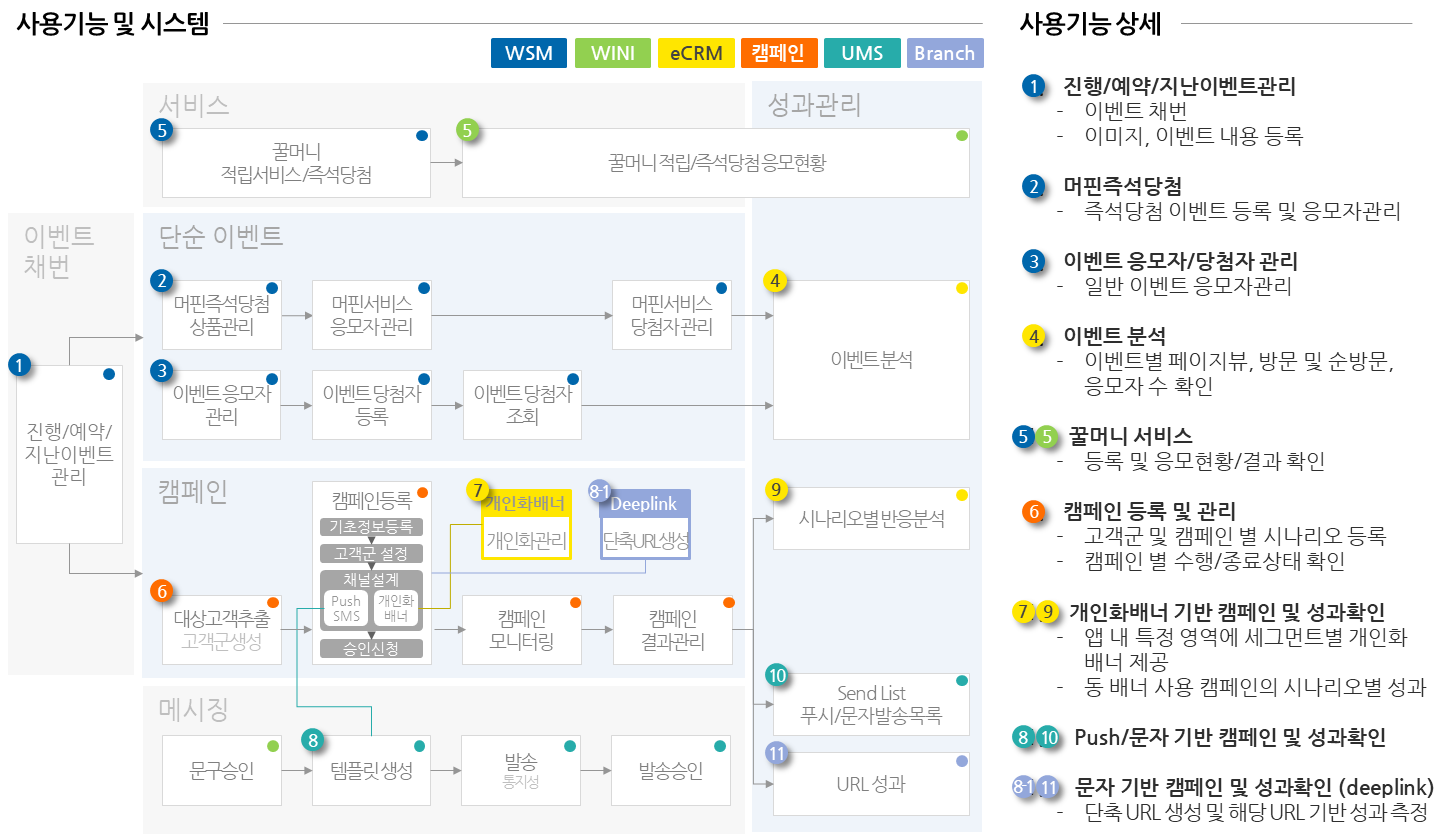 사용기능 및 시스템
WSM
WINI
eCRM
캠페인
UMS
Branch
서비스
성과관리
5
꿀머니
적립서비스/즉석당첨
5
꿀머니 적립/즉석당첨 응모현황
이벤트
채번
단순 이벤트
1
진행/예약/
지난이벤트
관리
2
머핀즉석당첨
상품관리
머핀서비스
응모자 관리
머핀서비스
당첨자 관리
4
이벤트 분석
3
이벤트 응모자
관리
이벤트 당첨자
등록
이벤트 당첨자
조회
캠페인
6
대상고객추출
고객군생성
캠페인등록
기초정보등록
고객군 설정
채널설계
Push
SMS
개인화
배너
승인신청
7
개인화배너
개인화관리
8-1
Deeplink
단축URL생성
캠페인
모니터링
캠페인
결과관리
9
시나리오별 반응분석
10
Send List
푸시/문자발송목록
11
URL 성과
메시징
문구승인
8
템플릿 생성
발송
통지성
발송승인
사용기능 상세
1 진행/예약/지난이벤트관리
- 이벤트 채번
- 이미지, 이벤트 내용 등록
2 머핀즉석당첨
- 즉석당첨 이벤트 등록 및 응모자관리
3 이벤트 응모자/당첨자 관리
- 일반 이벤트 응모자관리
4 이벤트 분석
- 이벤트별 페이지뷰, 방문 및 순방문,
응모자 수 확인
5 5 꿀머니 서비스
- 등록 및 응모현황/결과 확인
6 캠페인 등록 및 관리
- 고객군 및 캠페인 별 시나리오 등록
- 캠페인 별 수행/종료상태 확인
7 9 개인화배너 기반 캠페인 및 성과확인
- 앱 내 특정 영역에 세그먼트별 개인화
배너 제공
- 동 배너 사용 캠페인의 시나리오별 성과
8 10 Push/문자 기반 캠페인 및 성과확인
8-1 11 문자 기반 캠페인 및 성과확인 (deeplink)
- 단축 URL 생성 및 해당 URL 기반 성과 측정